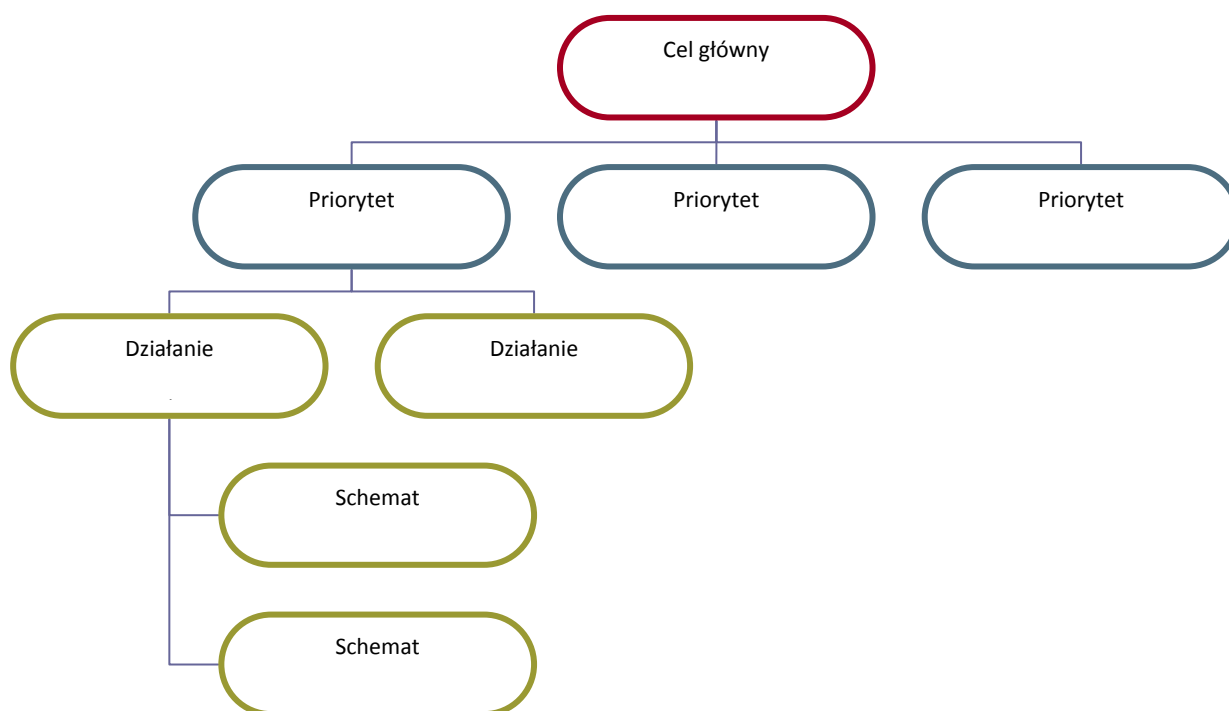 Cel główny
Priorytet
Priorytet
Priorytet
Działanie
Działanie
Schemat
Schemat